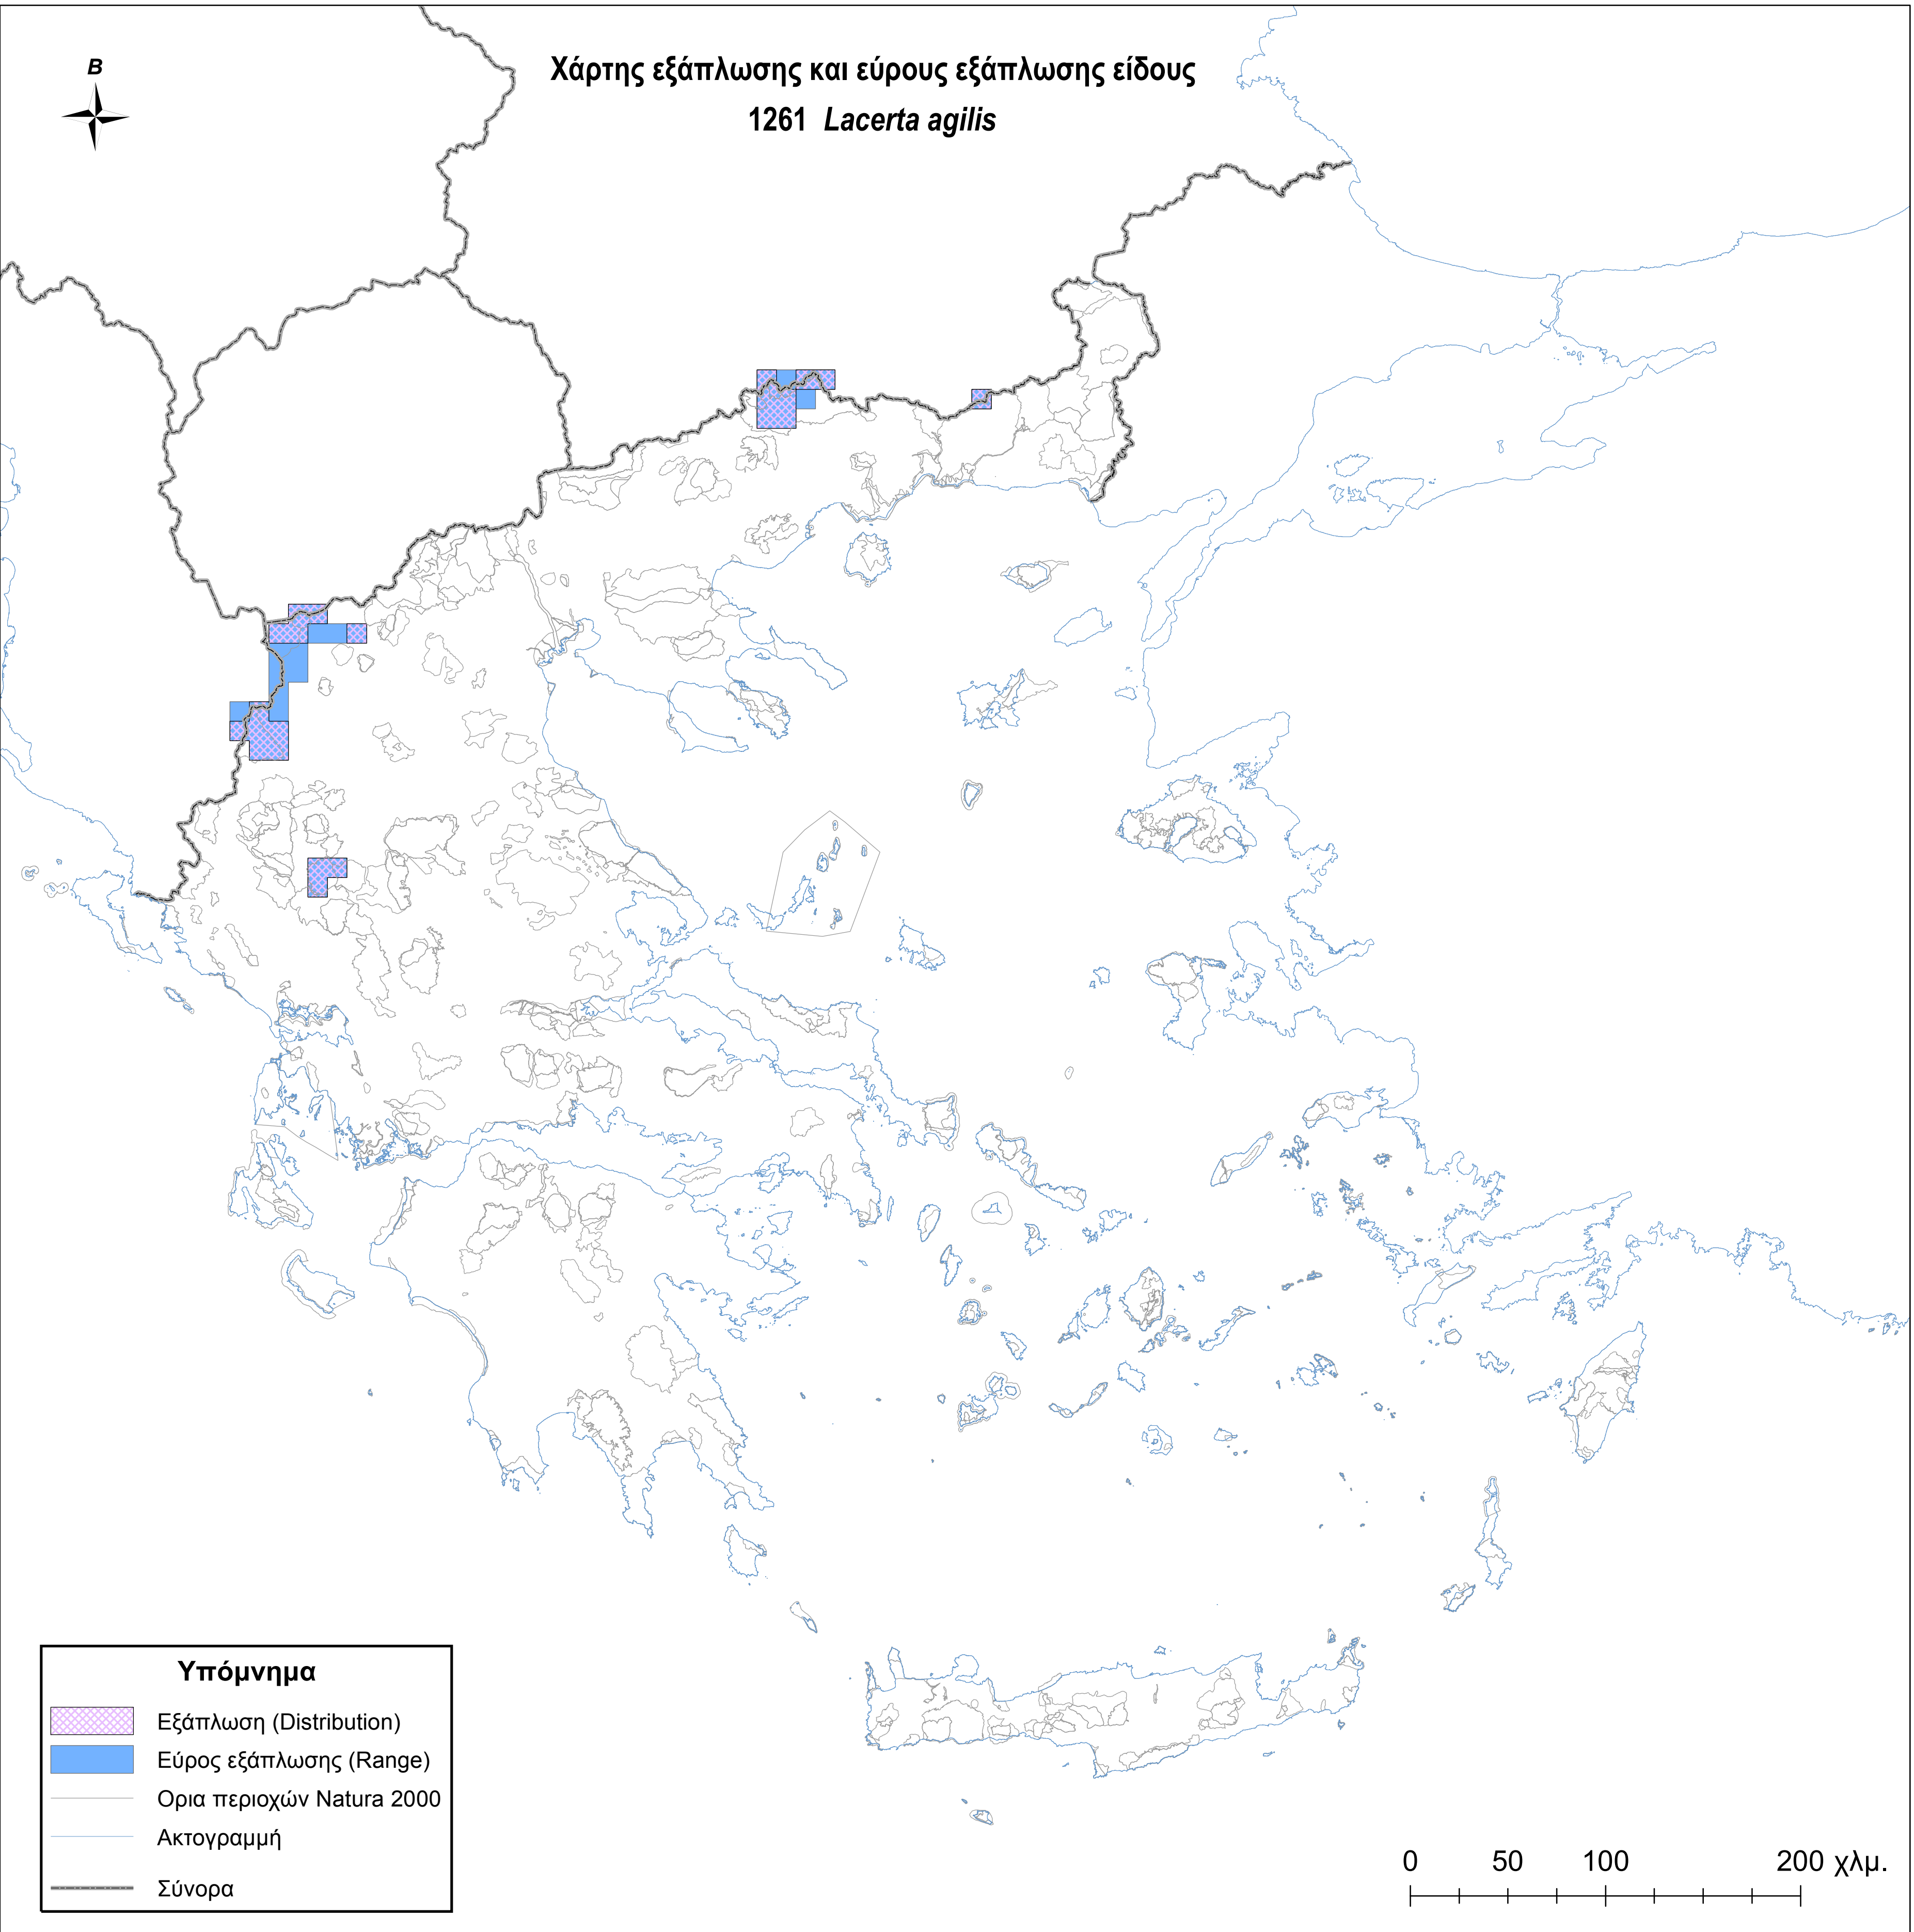 Χάρτης εξάπλωσης και εύρους εξάπλωσης είδους
1261 Lacerta agilis
Β
Υπόμνημα
Εξάπλωση (Distribution)
Εύρος εξάπλωσης (Range)
Ορια περιοχών Natura 2000
Ακτογραμμή
Σύνορα
0 50 100 200 χλμ.